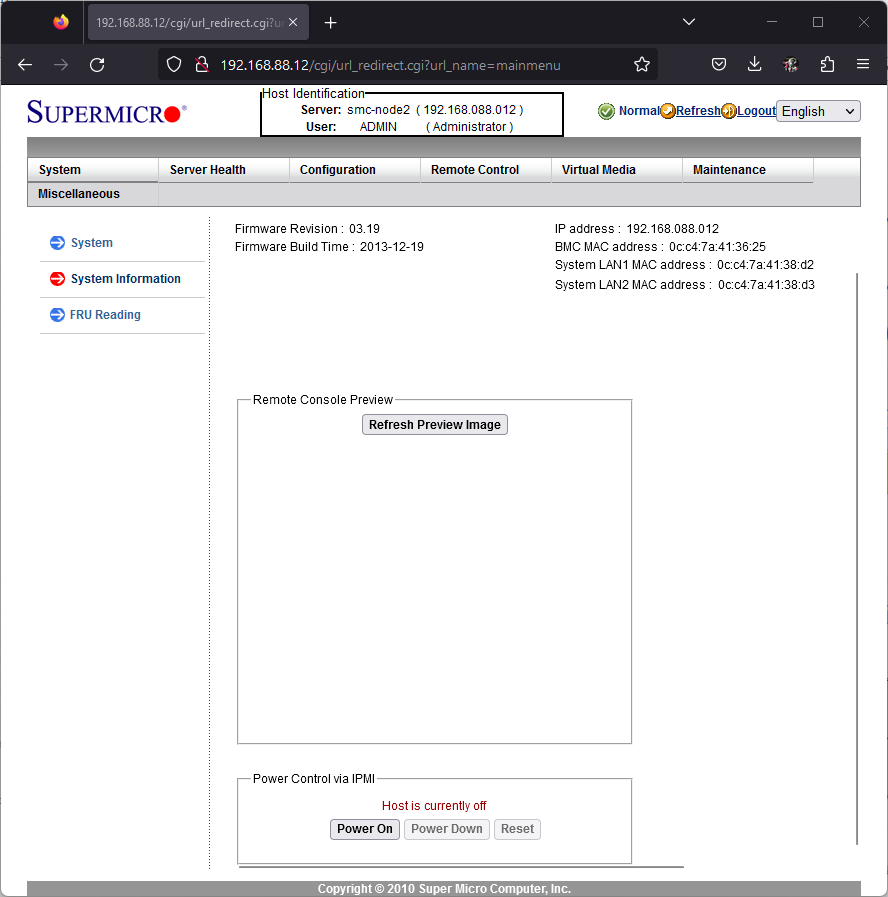 192.168.88.12/cgi/url_redirect.cgi?u
192.168.88.12/cgi/url_redirect.cgi?url_name=mainmenu
SUPERMICRO®
Host Identification
Server: smc-node2 ( 192.168.088.012 )
User: ADMIN ( Administrator )
Normal Refresh Logout English
System Server Health Configuration Remote Control Virtual Media Maintenance
Miscellaneous
System
System Information
FRU Reading
Firmware Revision : 03.19
Firmware Build Time : 2013-12-19
IP address : 192.168.088.012
BMC MAC address : 0c:c4:7a:41:36:25
System LAN1 MAC address : 0c:c4:7a:41:38:d2
System LAN2 MAC address : 0c:c4:7a:41:38:d3
Remote Console Preview
Refresh Preview Image
Power Control via IPMI
Host is currently off
Power On Power Down Reset
Copyright © 2010 Super Micro Computer, Inc.